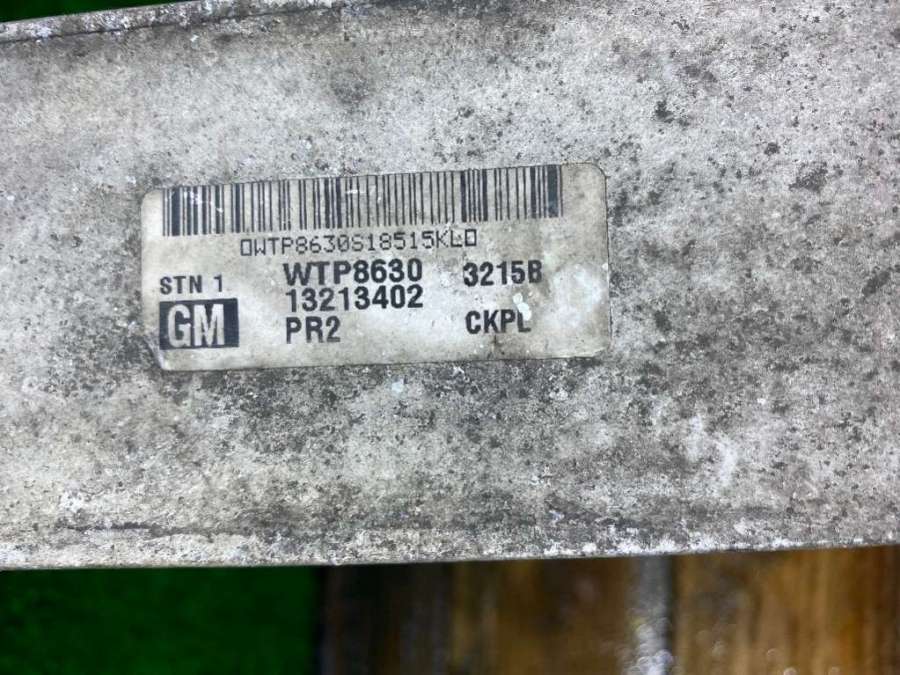 0WTP8630S18515KL0
STN 1 WTP8630 3215B
13213402
GM PR2 CKPL